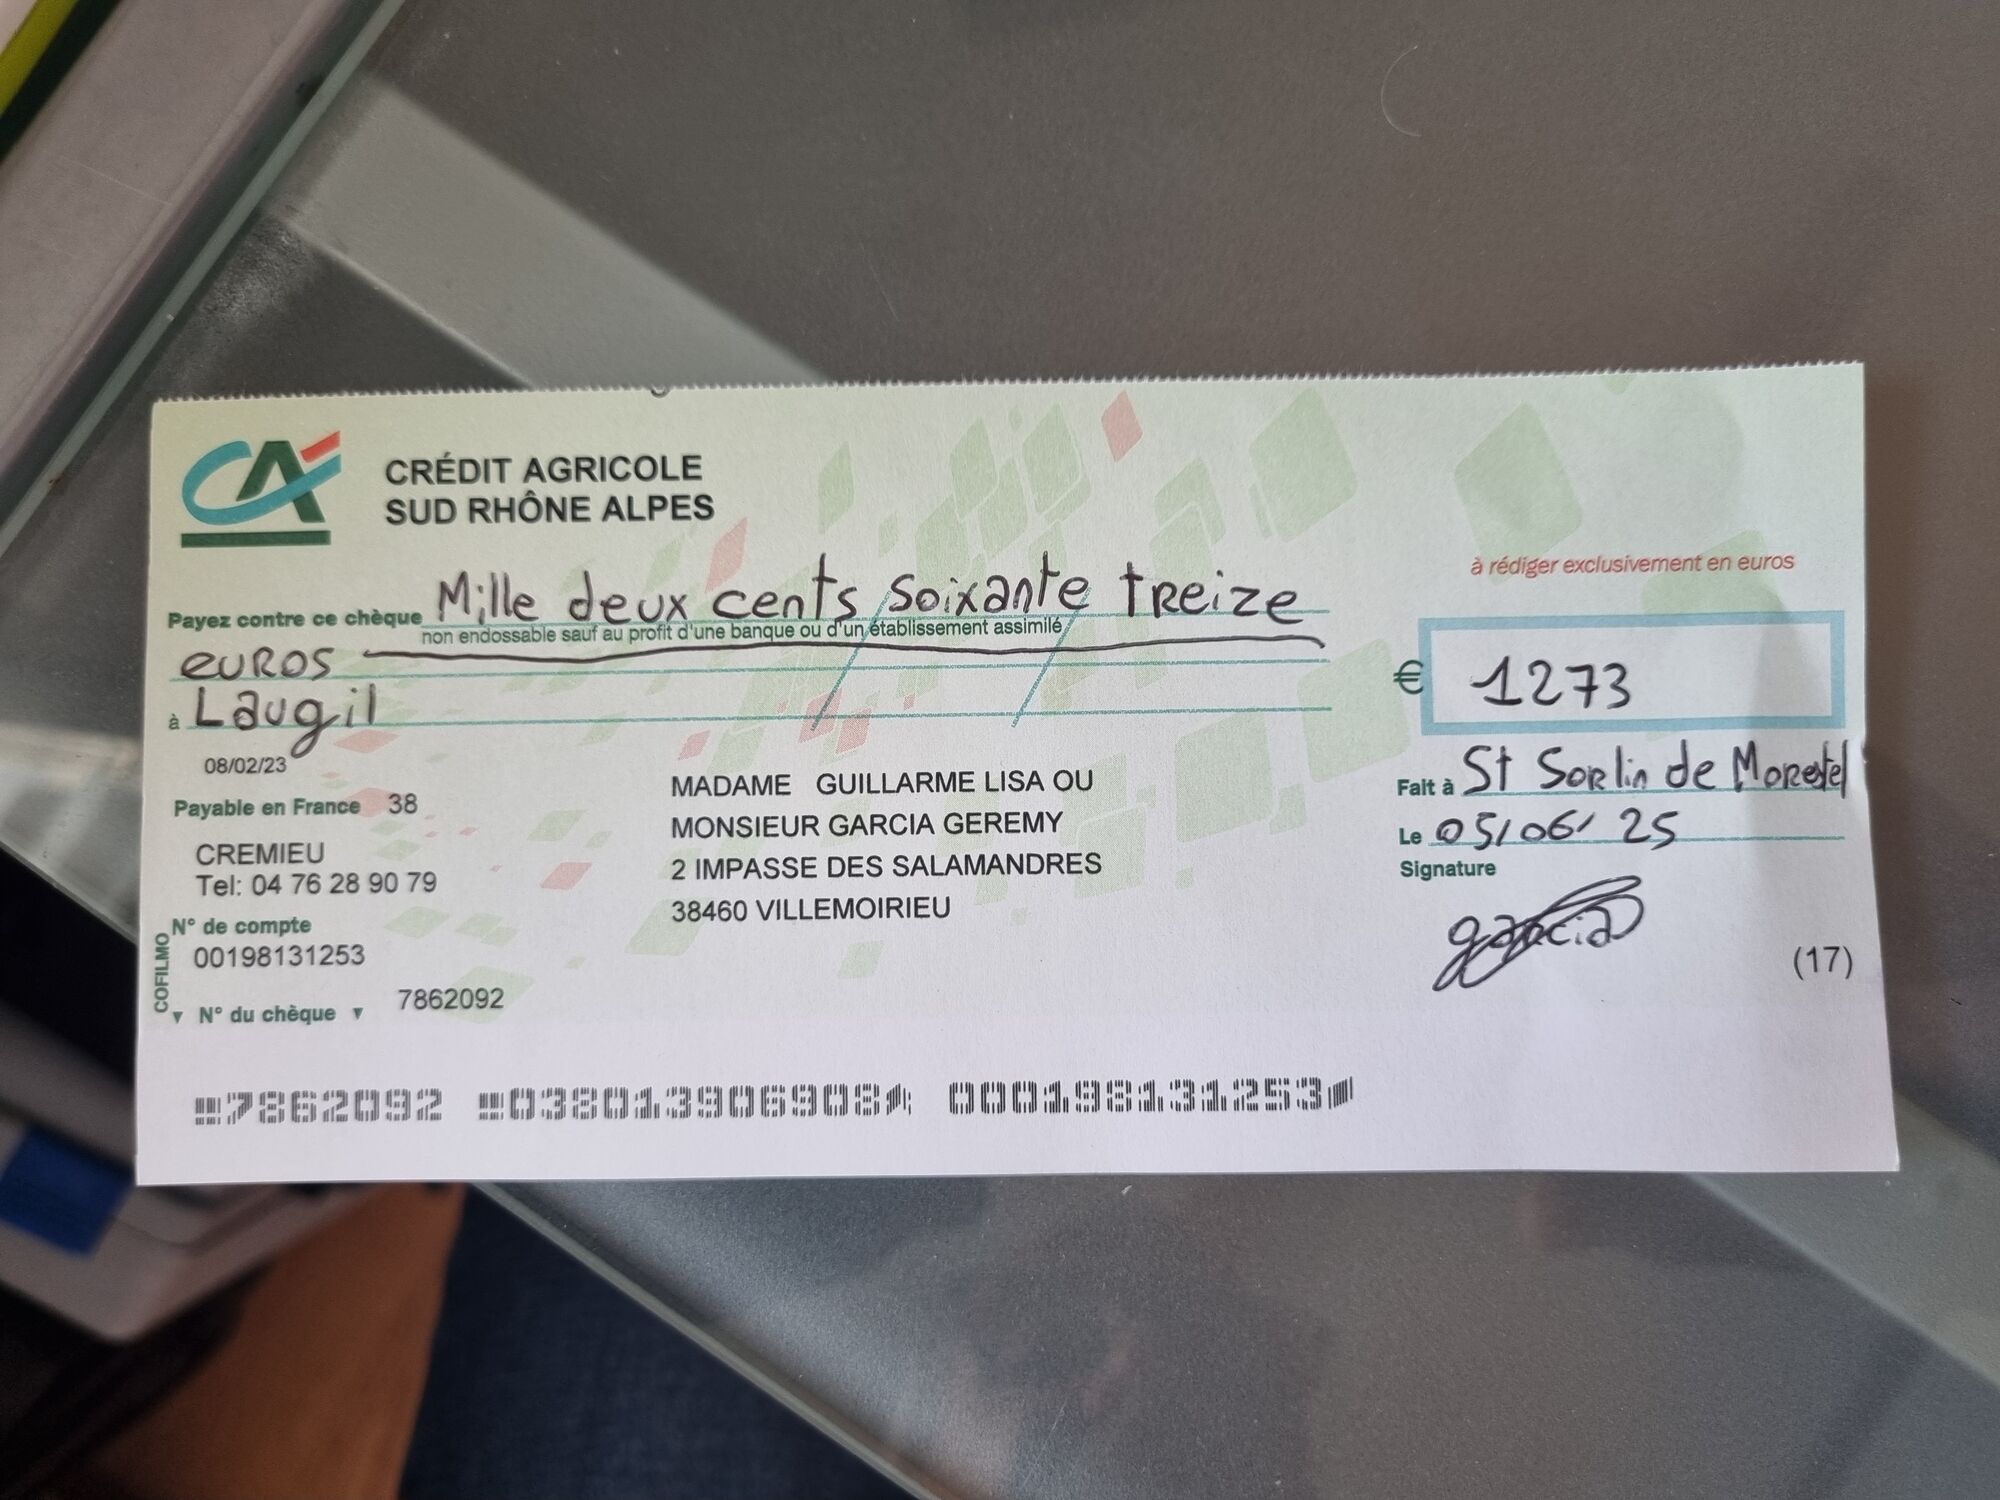 CA
CRÉDIT AGRICOLE
SUD RHÔNE ALPES
à rédiger exclusivement en euros
Payez contre ce chèque Mille deux cents soixante treize
non endossable sauf au profit d'une banque ou d'un établissement assimilé
euros
€ 1273
à Laugil
08/02/23
Payable en France 38
CREMIEU
Tel: 04 76 28 90 79
N° de compte
00198131253
COFILMO
N° du chèque 7862092
MADAME GUILLARME LISA OU
MONSIEUR GARCIA GEREMY
2 IMPASSE DES SALAMANDRES
38460 VILLEMOIRIEU
Fait à St Sorlin de Morestel
Le 05/06/25
Signature
garcia
(17)
7862092 038013906908 000198131253